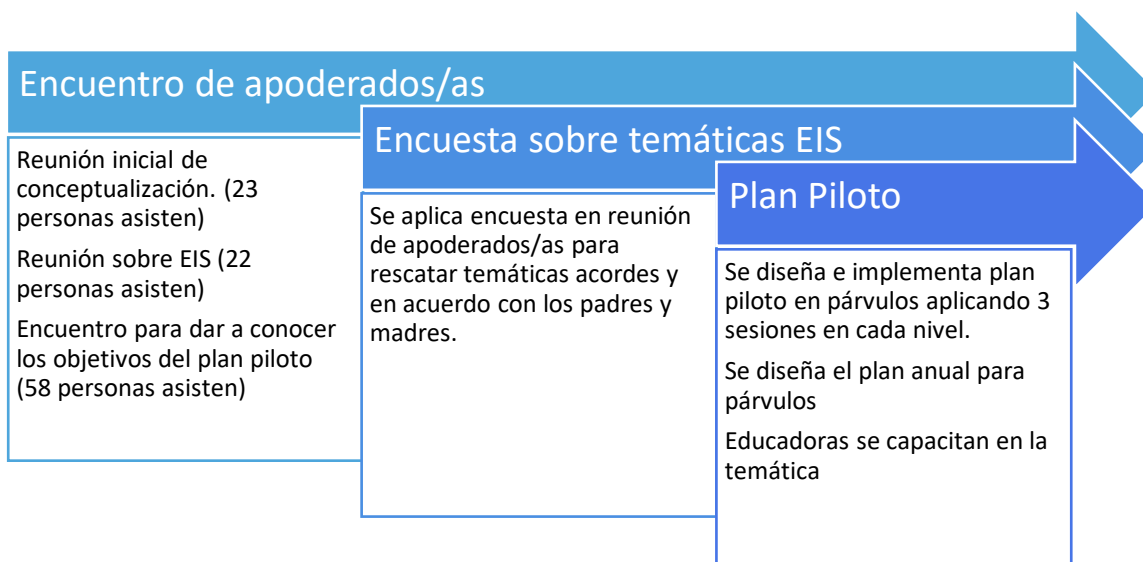 Encuentro de apoderados/as
Reunión inicial de
conceptualización. (23
personas asisten)
Reunión sobre EIS (22
personas asisten)
Encuentro para dar a conocer
los objetivos del plan piloto
(58 personas asisten)
Encuesta sobre temáticas EIS
Se aplica encuesta en reunión
de apoderados/as para
rescatar temáticas acordes y
en acuerdo con los padres y
madres.
Plan Piloto
Se diseña e implementa plan
piloto en párvulos aplicando 3
sesiones en cada nivel.
Se diseña el plan anual para
párvulos
Educadoras se capacitan en la
temática